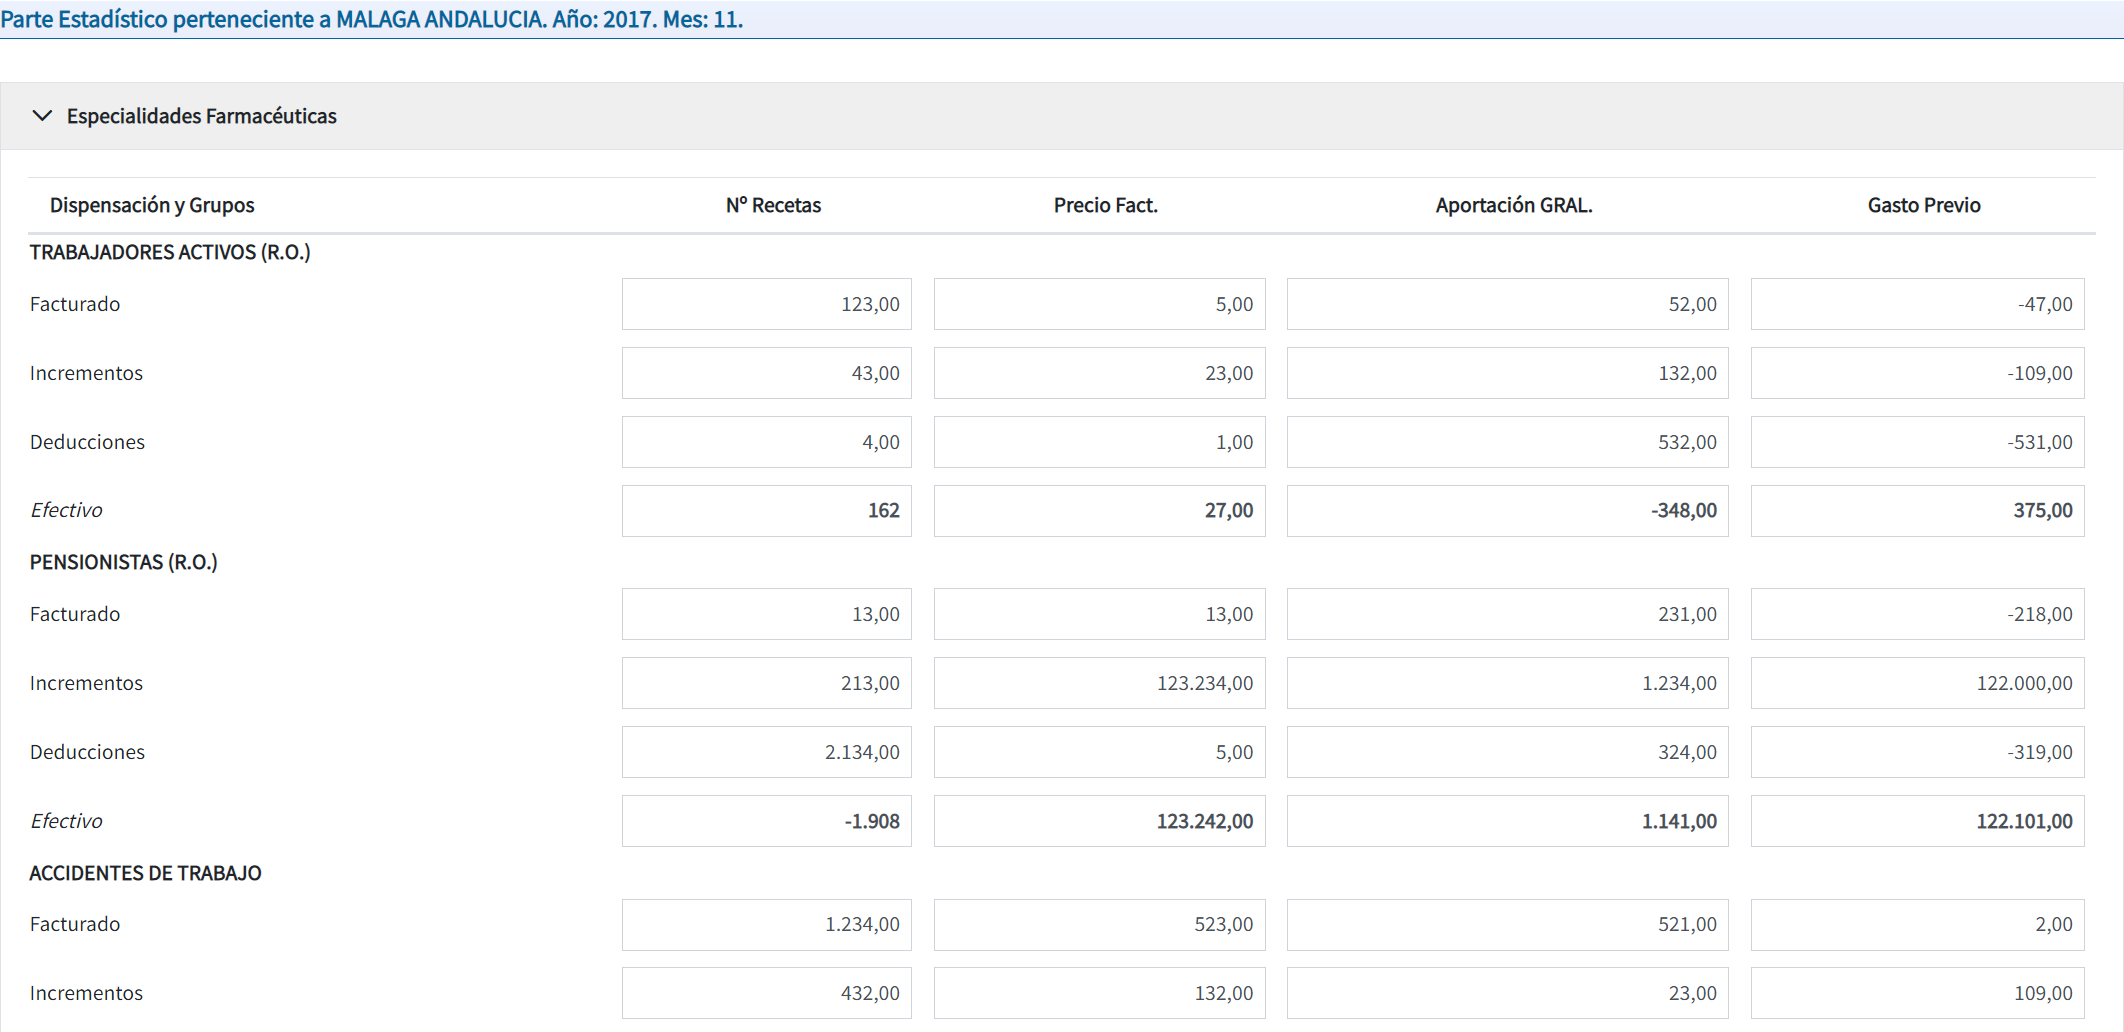 Parte Estadístico perteneciente a MALAGA ANDALUCIA. Año: 2017. Mes: 11.
Especialidades Farmacéuticas
Dispensación y Grupos Nº Recetas Precio Fact. Aportación GRAL. Gasto Previo
TRABAJADORES ACTIVOS (R.O.)
Facturado 123,00 5,00 52,00 -47,00
Incrementos 43,00 23,00 132,00 -109,00
Deducciones 4,00 1,00 532,00 -531,00
Efectivo 162 27,00 -348,00 375,00
PENSIONISTAS (R.O.)
Facturado 13,00 13,00 231,00 -218,00
Incrementos 213,00 123.234,00 1.234,00 122.000,00
Deducciones 2.134,00 5,00 324,00 -319,00
Efectivo -1.908 123.242,00 1.141,00 122.101,00
ACCIDENTES DE TRABAJO
Facturado 1.234,00 523,00 521,00 2,00
Incrementos 432,00 132,00 23,00 109,00